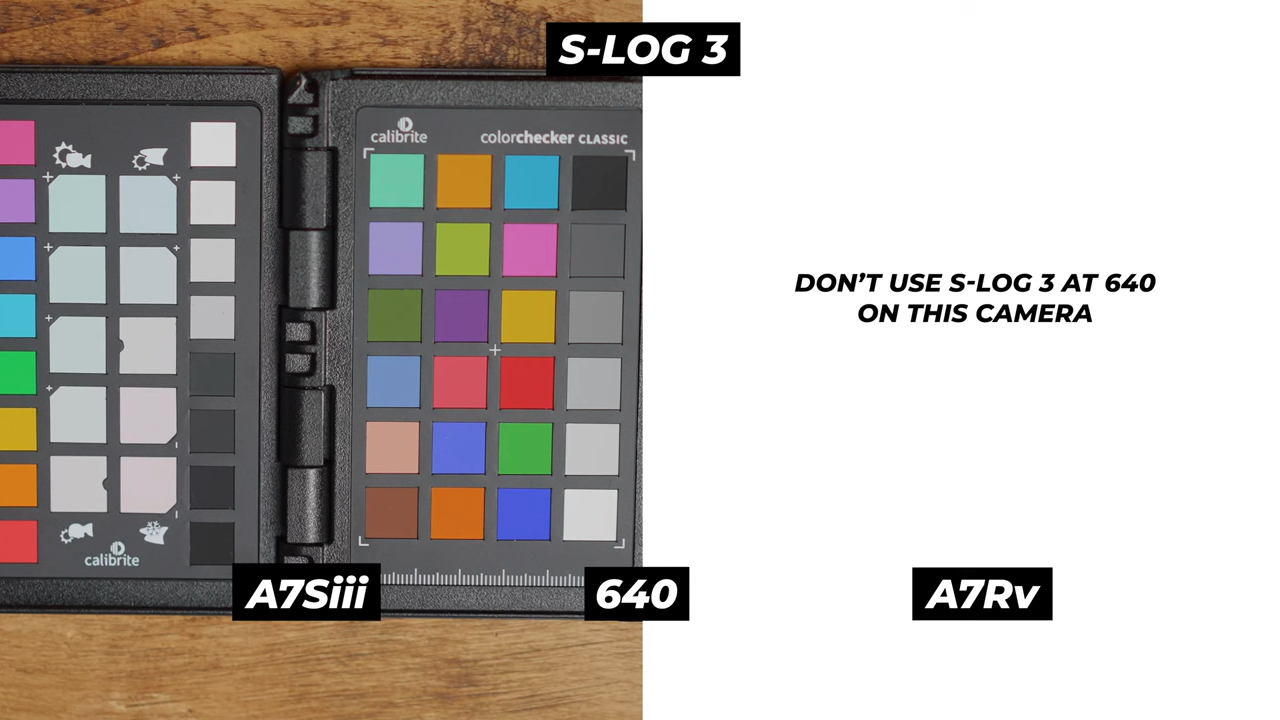 S-LOG 3
calibrite
colorchecker CLASSIC
DON'T USE S-LOG 3 AT 640
ON THIS CAMERA
calibrite
A7Siii
640
A7Rv